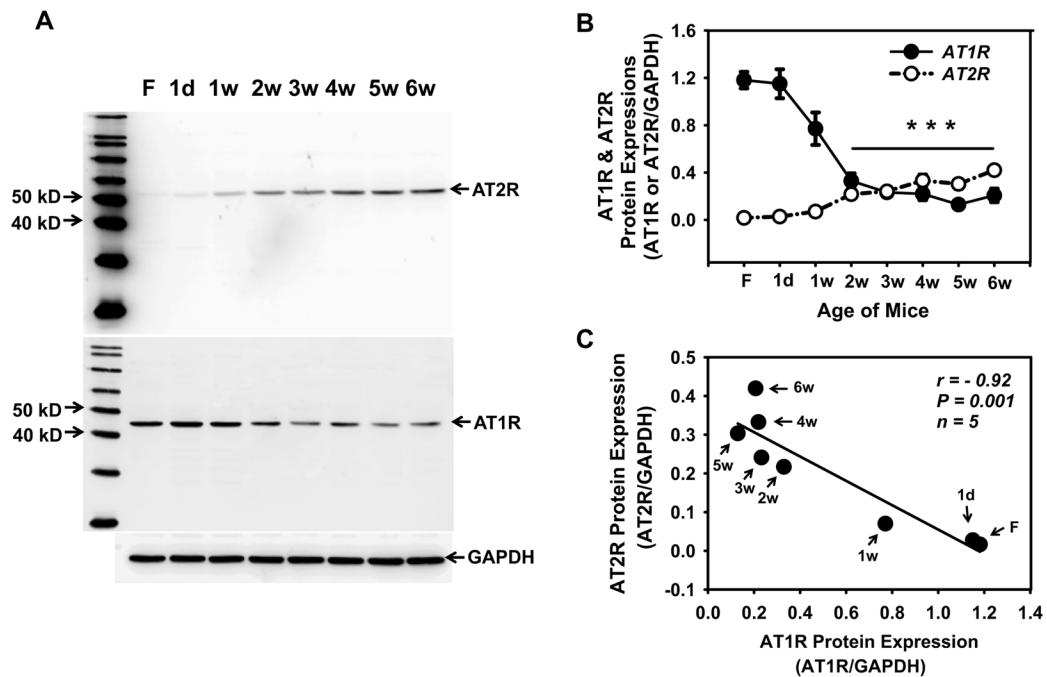 A
F 1d 1w 2w 3w 4w 5w 6w
50 kD
40 kD
AT2R
50 kD
40 kD
AT1R
GAPDH
B
AT1R & AT2R
Protein Expressions
(AT1R or AT2R/GAPDH)
1.6
1.2
0.8
0.4
0.0
AT1R
AT2R
* * *
F 1d 1w 2w 3w 4w 5w 6w
Age of Mice
C
AT2R Protein Expression
(AT2R/GAPDH)
0.5
0.4
0.3
0.2
0.1
0.0
-0.1
r = - 0.92
P = 0.001
n = 5
6w
4w
5w
3w
2w
1w
1d
F
0.0 0.2 0.4 0.6 0.8 1.0 1.2 1.4
AT1R Protein Expression
(AT1R/GAPDH)